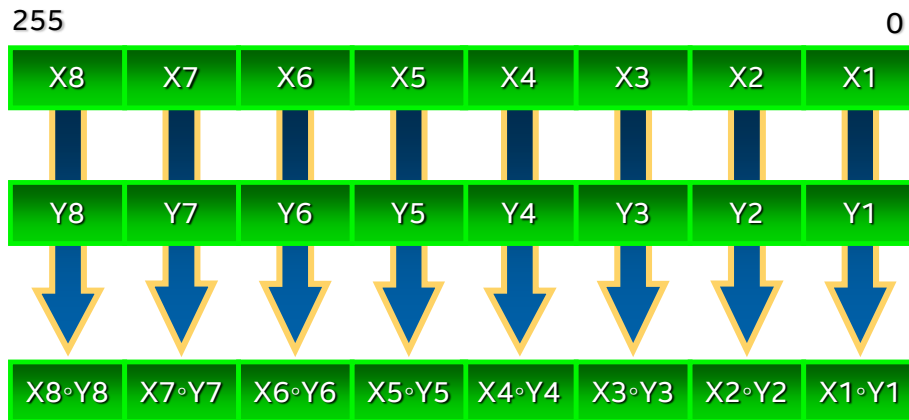 255 0
X8 X7 X6 X5 X4 X3 X2 X1
Y8 Y7 Y6 Y5 Y4 Y3 Y2 Y1
X8◦Y8 X7◦Y7 X6◦Y6 X5◦Y5 X4◦Y4 X3◦Y3 X2◦Y2 X1◦Y1